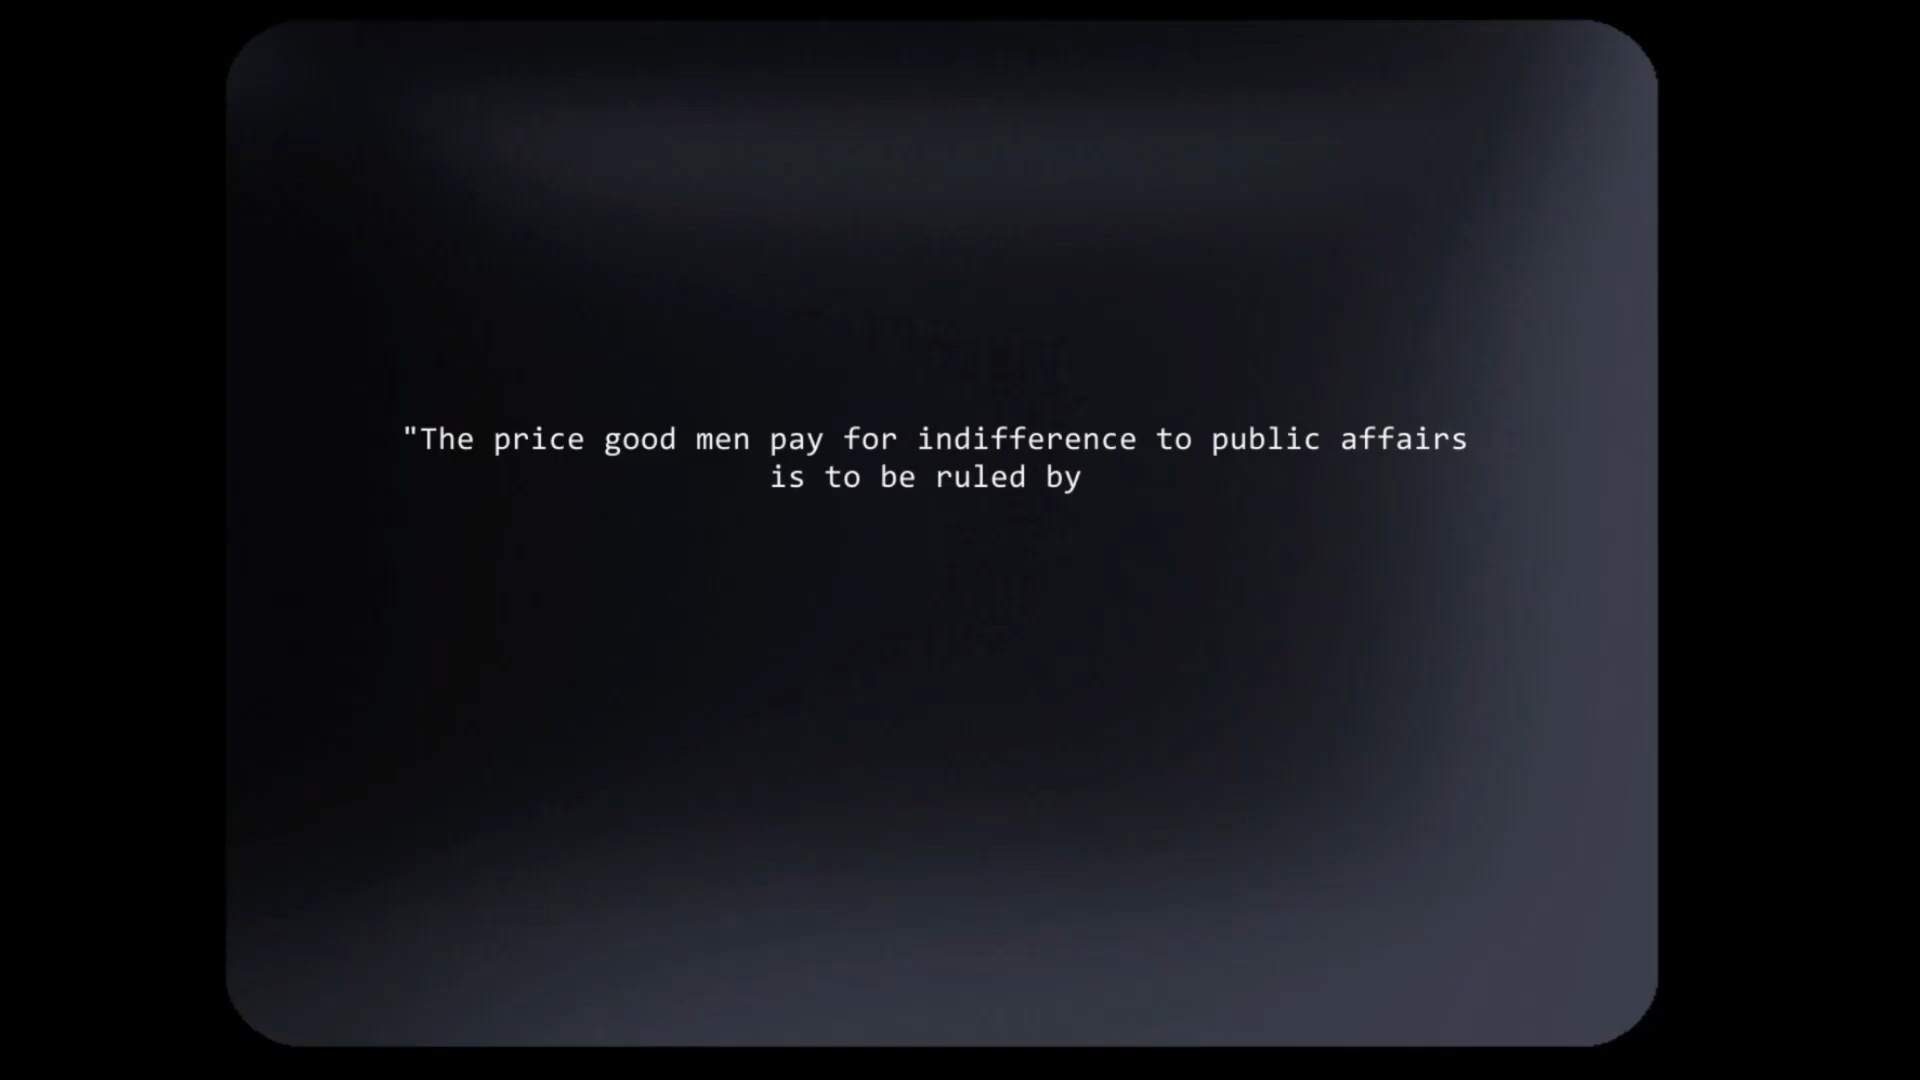 "The price good men pay for indifference to public affairs
is to be ruled by